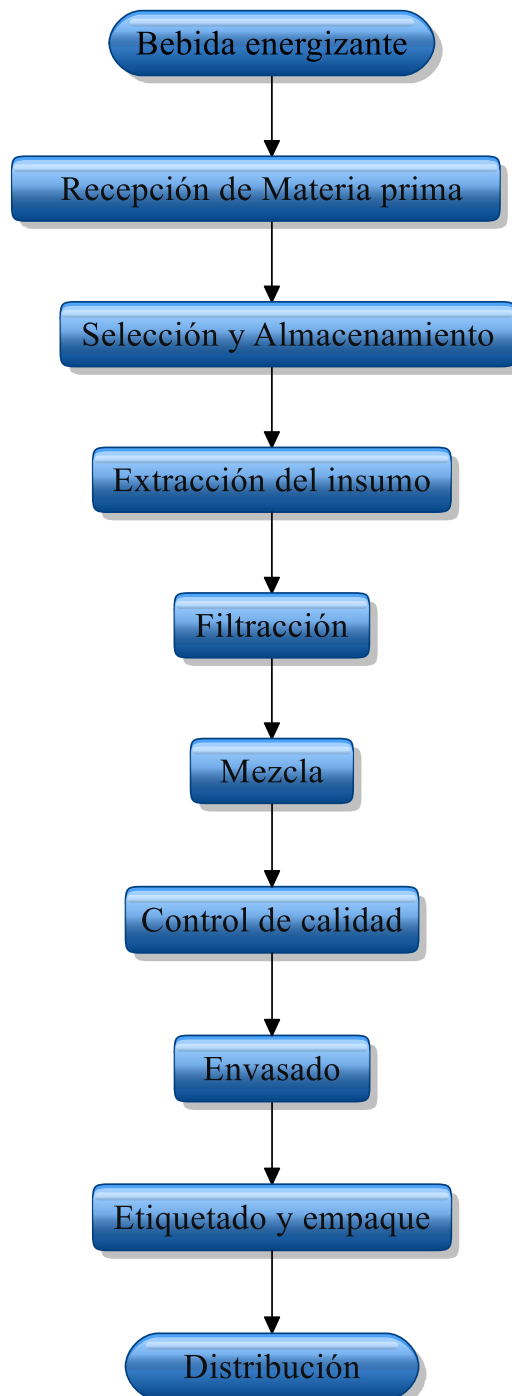 Bebida energizante
Recepción de Materia prima
Selección y Almacenamiento
Extracción del insumo
Filtracción
Mezcla
Control de calidad
Envasado
Etiquetado y empaque
Distribución